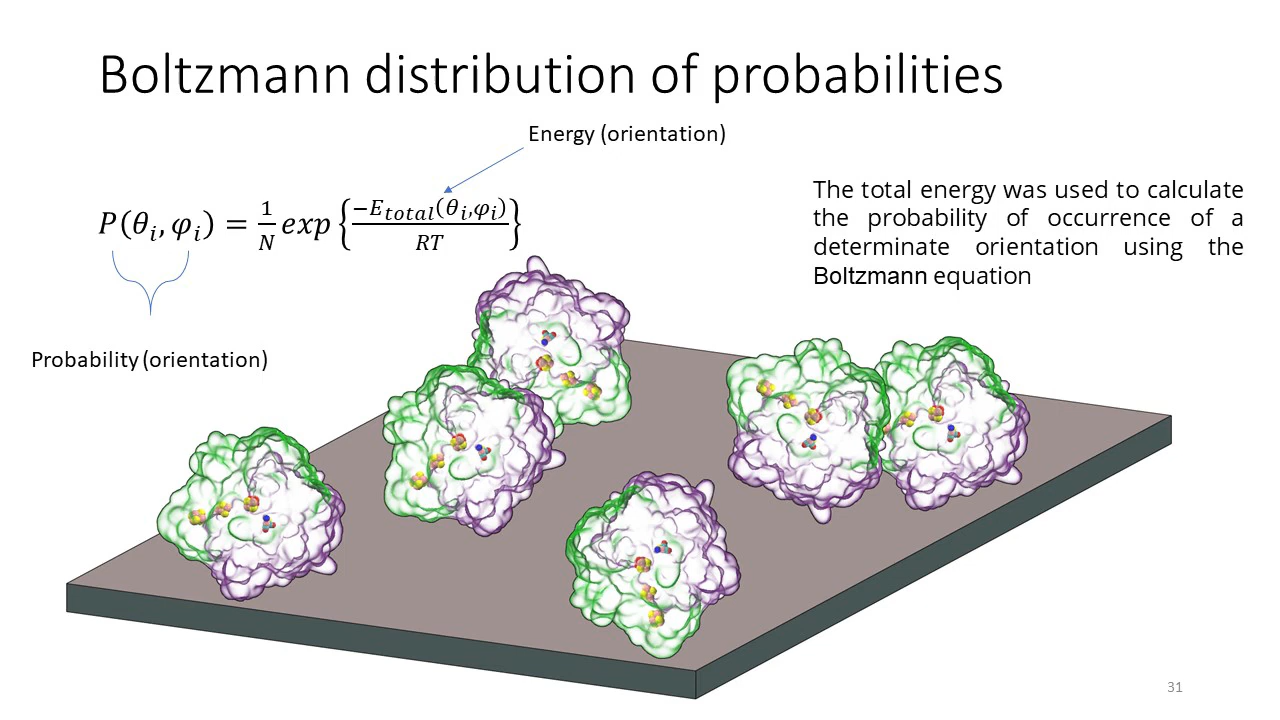 Boltzmann distribution of probabilities
Energy (orientation)
P(θᵢ, φᵢ) = 1/N exp {−E_total(θᵢ,φᵢ)/RT}
The total energy was used to calculate
the probability of occurrence of a
determinate orientation using the
Boltzmann equation
Probability (orientation)
31